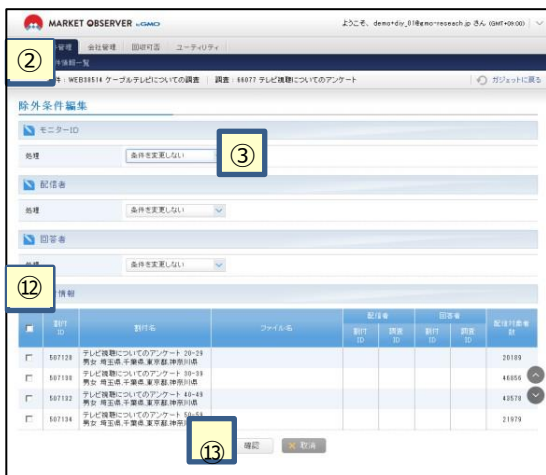 MARKET OBSERVER byGMO
ようこそ、demo+diy_01@gmo-reseach.jp さん (GMT+09:00)
管理 会社管理 回収可否 ユーティリティ
②
件情報一覧
件：WEB38514 ケーブルテレビについての調査 調査：66077 テレビ視聴についてのアンケート ガジェットに戻る
除外条件編集
モニターID
処理 条件を変更しない ③
配信者
処理 条件を変更しない
回答者
処理 条件を変更しない
⑫ 情報
割付ID 割付名 ファイル名 配信者 回答者 配信対象者数
割付ID 調査ID 割付ID 調査ID
507128 テレビ視聴についてのアンケート 20-29 20189
男女 埼玉県,千葉県,東京都,神奈川県
507130 テレビ視聴についてのアンケート 30-39 46856
男女 埼玉県,千葉県,東京都,神奈川県
507132 テレビ視聴についてのアンケート 40-49 43578
男女 埼玉県,千葉県,東京都,神奈川県
507134 テレビ視聴についてのアンケート 50-59 21979
男女 埼玉県,千葉県,東京都,神奈川県
⑬ 確認 取消